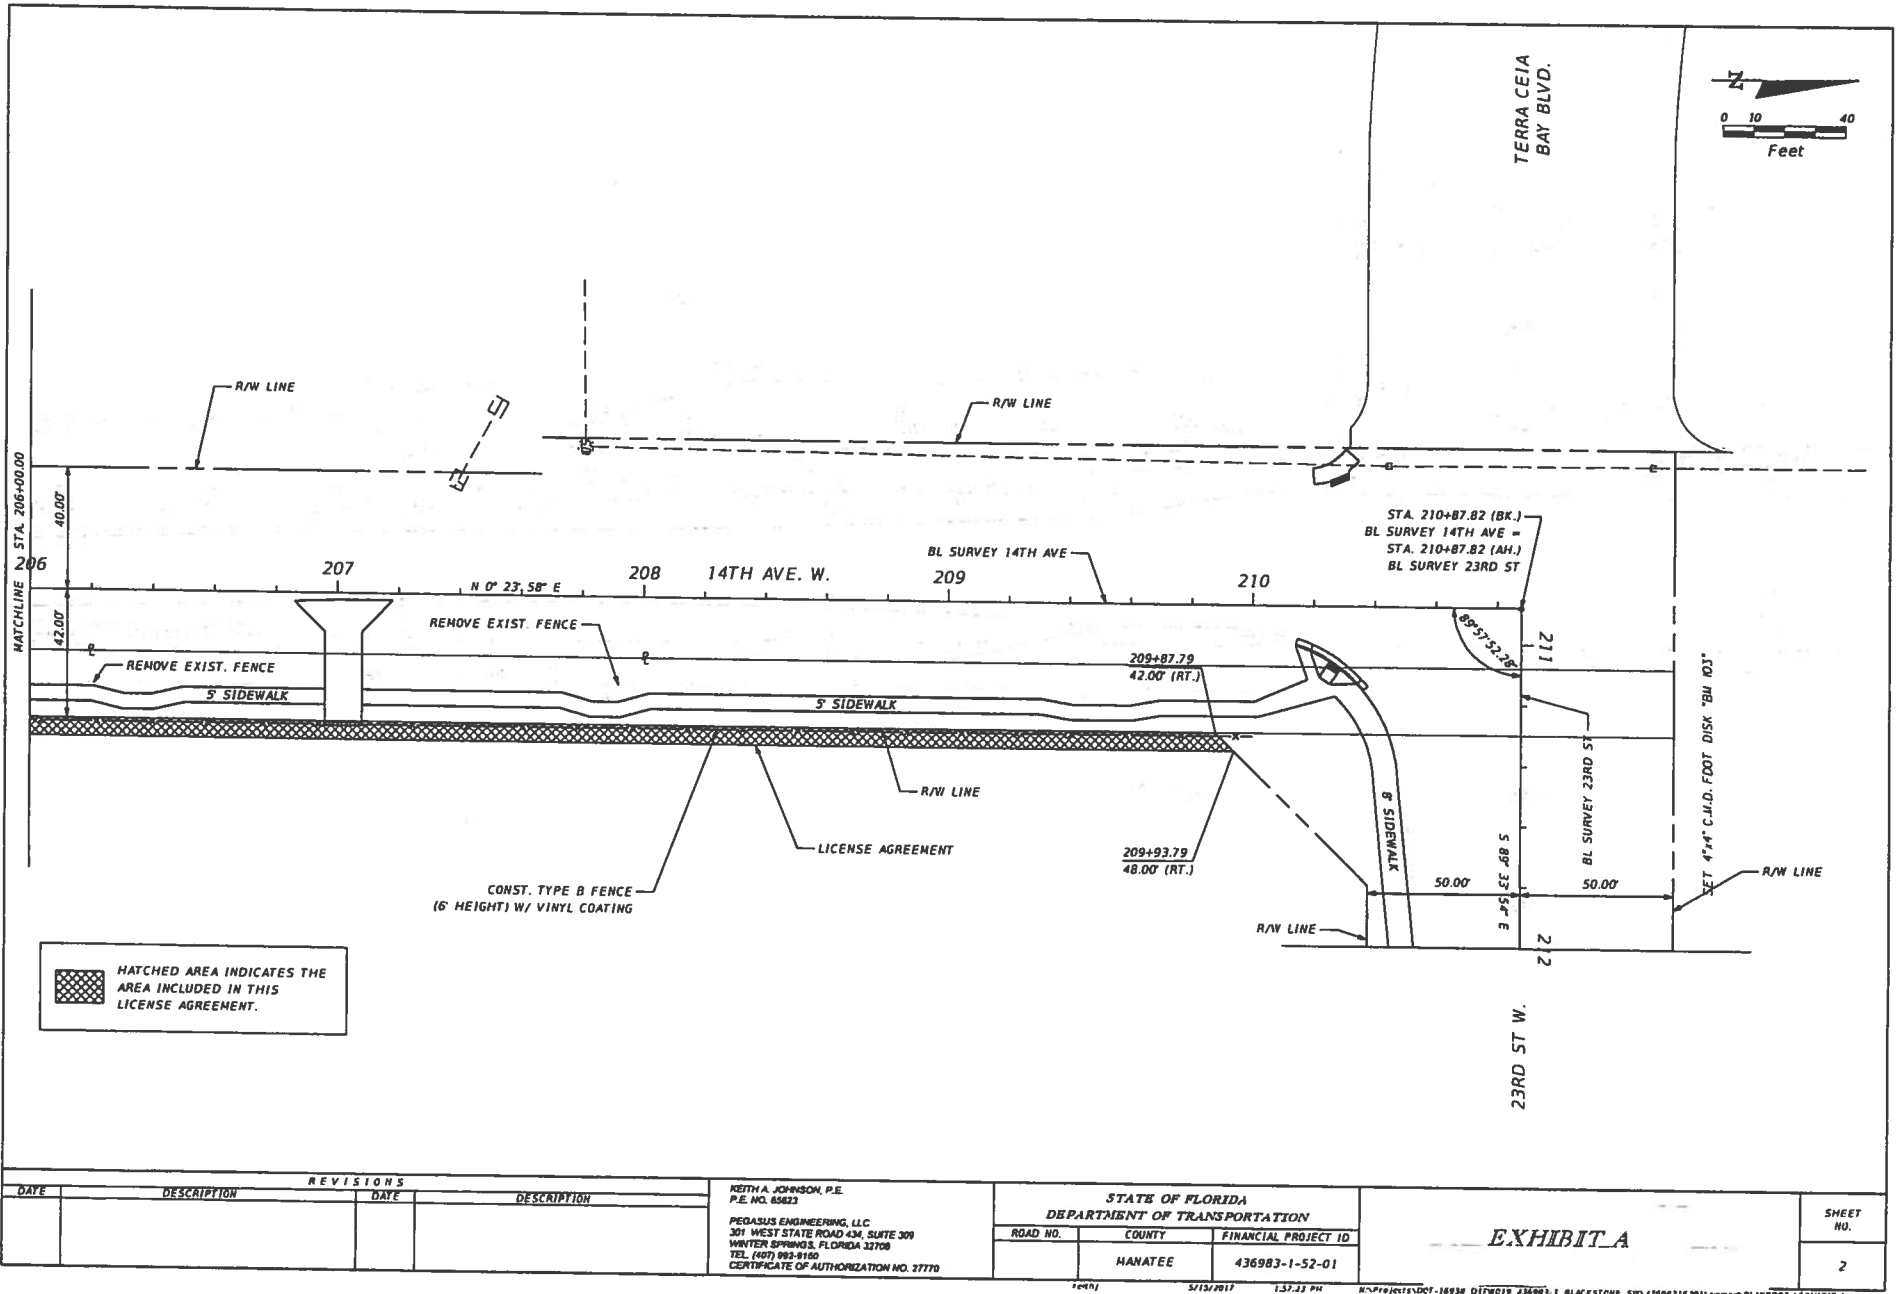 TERRA CEIA
BAY BLVD.
N
0 10 40
Feet
R/W LINE
R/W LINE
MATCHLINE STA. 206+00.00
40.00'
42.00'
206
207
208
14TH AVE. W.
209
210
N 0° 23' 58" E
BL SURVEY 14TH AVE
STA. 210+87.82 (BK.)
BL SURVEY 14TH AVE =
STA. 210+87.82 (AH.)
BL SURVEY 23RD ST
REMOVE EXIST. FENCE
REMOVE EXIST. FENCE
5' SIDEWALK
5' SIDEWALK
209+87.79
42.00' (RT.)
89°57'52.28"
211
BL SURVEY 23RD ST
SET 4"x4" C.M.D. FDOT DISK "BM 103"
R/W LINE
LICENSE AGREEMENT
209+93.79
48.00' (RT.)
8' SIDEWALK
50.00'
S 89° 33' 54" E
50.00'
R/W LINE
CONST. TYPE B FENCE
(6' HEIGHT) W/ VINYL COATING
R/W LINE
212
HATCHED AREA INDICATES THE
AREA INCLUDED IN THIS
LICENSE AGREEMENT.
23RD ST W.
REVISIONS
DATE DESCRIPTION DATE DESCRIPTION
KEITH A. JOHNSON, P.E.
P.E. NO. 65823
PEGASUS ENGINEERING, LLC
301 WEST STATE ROAD 434, SUITE 309
WINTER SPRINGS, FLORIDA 32708
TEL. (407) 992-9160
CERTIFICATE OF AUTHORIZATION NO. 27770
STATE OF FLORIDA
DEPARTMENT OF TRANSPORTATION
ROAD NO. COUNTY FINANCIAL PROJECT ID
MANATEE 436983-1-52-01
EXHIBIT A
SHEET
NO.
2
5/15/2017 1:57:33 PM